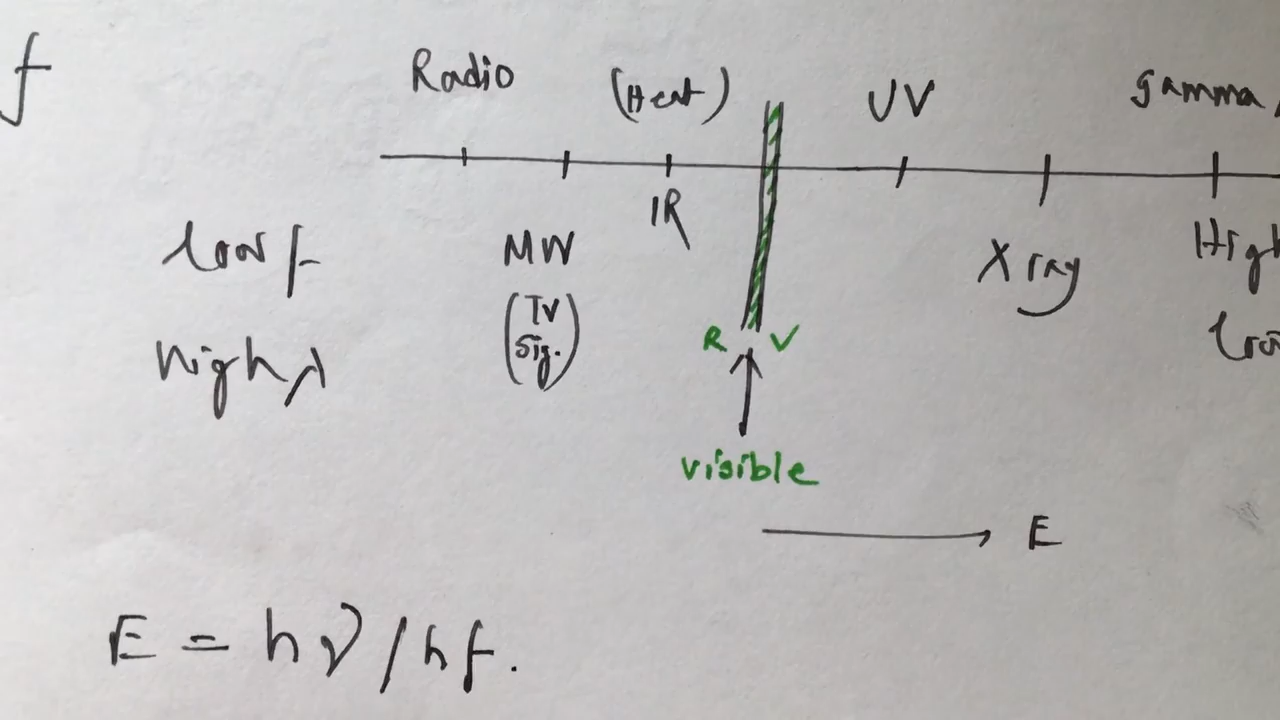 f
Radio (Heat) UV gamma
IR
low f MW X ray High
(TV
Sig.)
high λ R V
visible
E
E = hν / hf.